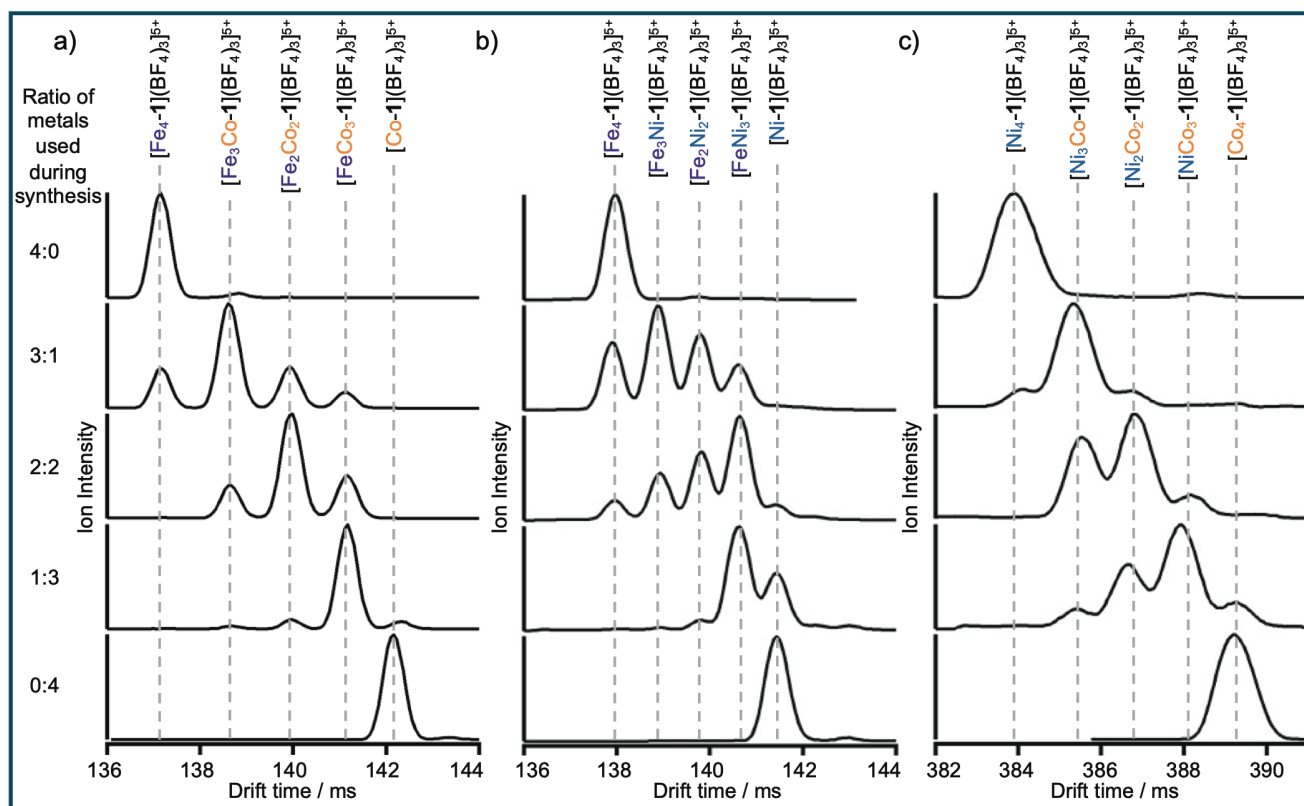 a)
[Fe₄-1](BF₄)₃]⁵⁺
[Fe₃Co-1](BF₄)₃]⁵⁺
[Fe₂Co₂-1](BF₄)₃]⁵⁺
[FeCo₃-1](BF₄)₃]⁵⁺
[Co-1](BF₄)₃]⁵⁺
b)
[Fe₄-1](BF₄)₃]⁵⁺
[Fe₃Ni-1](BF₄)₃]⁵⁺
[Fe₂Ni₂-1](BF₄)₃]⁵⁺
[FeNi₃-1](BF₄)₃]⁵⁺
[Ni-1](BF₄)₃]⁵⁺
c)
[Ni₄-1](BF₄)₃]⁵⁺
[Ni₃Co-1](BF₄)₃]⁵⁺
[Ni₂Co₂-1](BF₄)₃]⁵⁺
[NiCo₃-1](BF₄)₃]⁵⁺
[Co₄-1](BF₄)₃]⁵⁺
Ratio of
metals
used
during
synthesis
4:0
3:1
2:2
1:3
0:4
Ion Intensity
Ion Intensity
Ion Intensity
136 138 140 142 144
136 138 140 142 144
382 384 386 388 390
Drift time / ms
Drift time / ms
Drift time / ms